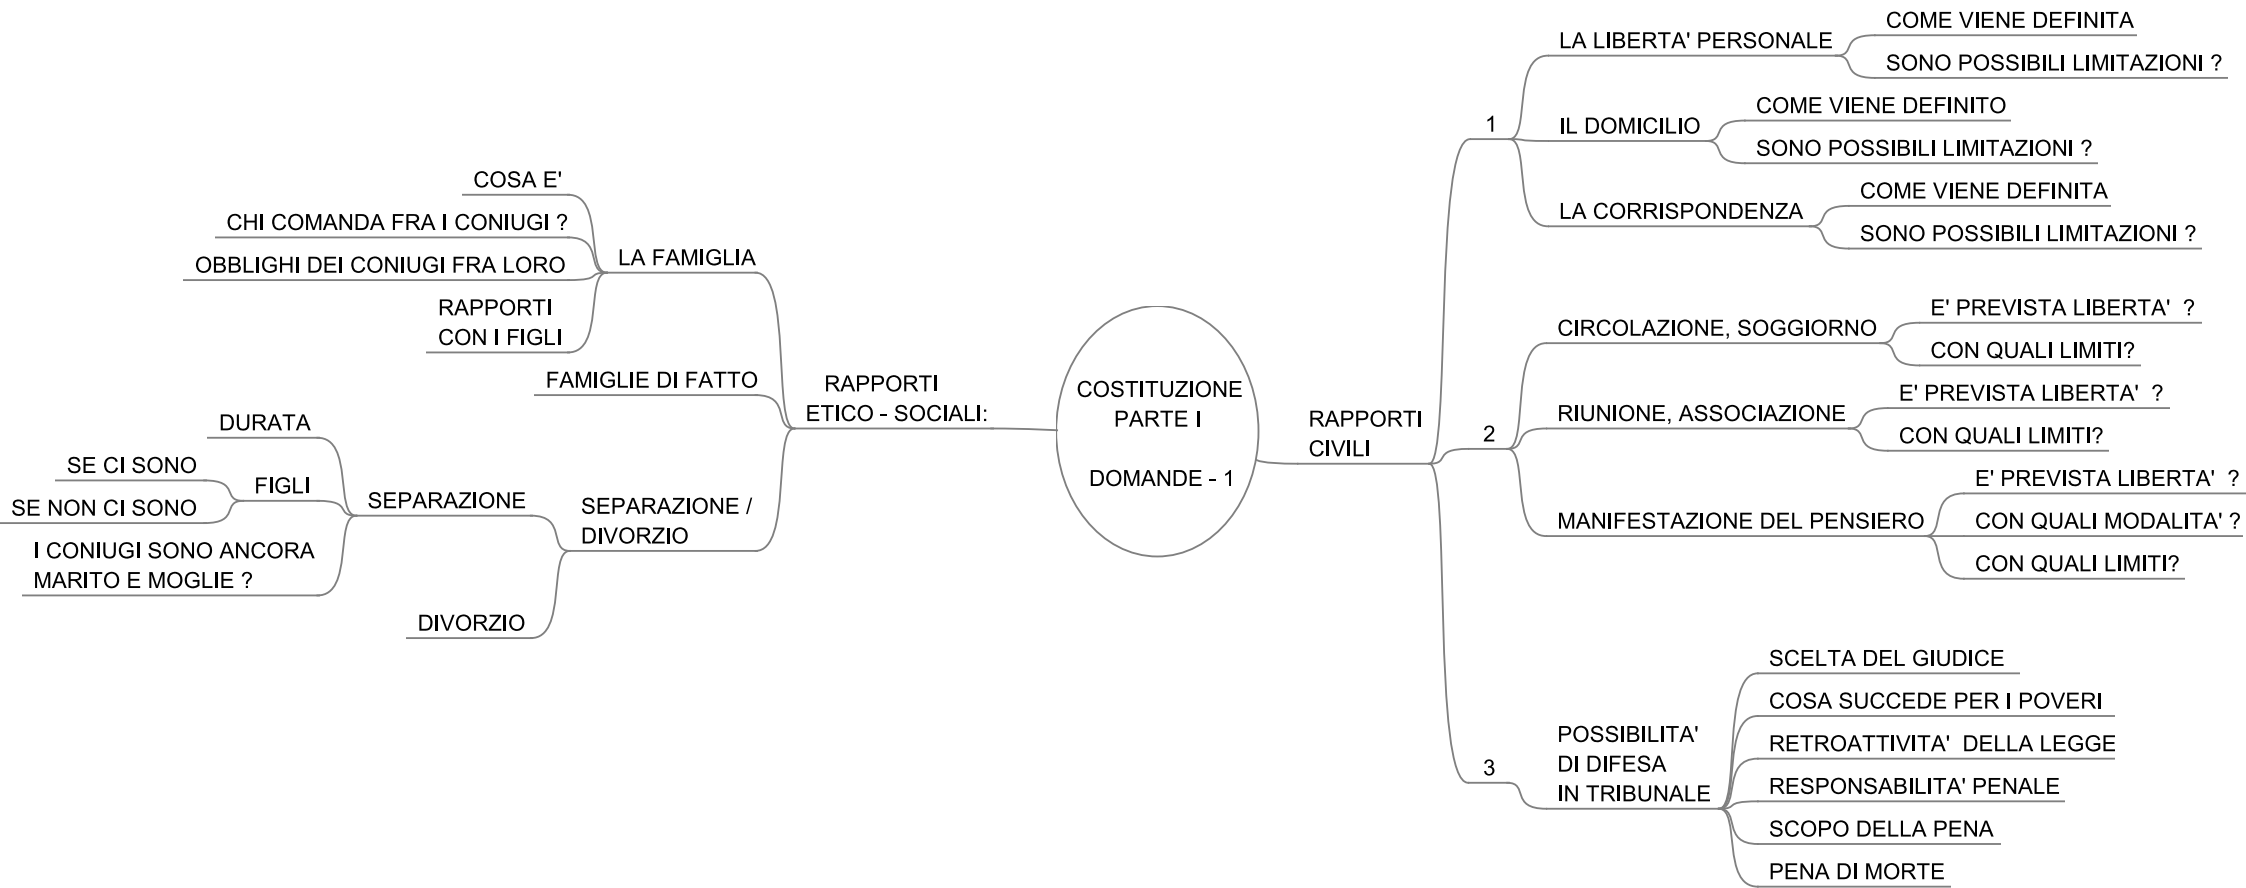 COSTITUZIONE
PARTE I
DOMANDE - 1
RAPPORTI
CIVILI
1
LA LIBERTA' PERSONALE
COME VIENE DEFINITA
SONO POSSIBILI LIMITAZIONI ?
IL DOMICILIO
COME VIENE DEFINITO
SONO POSSIBILI LIMITAZIONI ?
LA CORRISPONDENZA
COME VIENE DEFINITA
SONO POSSIBILI LIMITAZIONI ?
2
CIRCOLAZIONE, SOGGIORNO
E' PREVISTA LIBERTA' ?
CON QUALI LIMITI?
RIUNIONE, ASSOCIAZIONE
E' PREVISTA LIBERTA' ?
CON QUALI LIMITI?
MANIFESTAZIONE DEL PENSIERO
E' PREVISTA LIBERTA' ?
CON QUALI MODALITA' ?
CON QUALI LIMITI?
3
POSSIBILITA'
DI DIFESA
IN TRIBUNALE
SCELTA DEL GIUDICE
COSA SUCCEDE PER I POVERI
RETROATTIVITA' DELLA LEGGE
RESPONSABILITA' PENALE
SCOPO DELLA PENA
PENA DI MORTE
RAPPORTI
ETICO - SOCIALI:
LA FAMIGLIA
COSA E'
CHI COMANDA FRA I CONIUGI ?
OBBLIGHI DEI CONIUGI FRA LORO
RAPPORTI
CON I FIGLI
FAMIGLIE DI FATTO
SEPARAZIONE /
DIVORZIO
SEPARAZIONE
DURATA
FIGLI
SE CI SONO
SE NON CI SONO
I CONIUGI SONO ANCORA
MARITO E MOGLIE ?
DIVORZIO